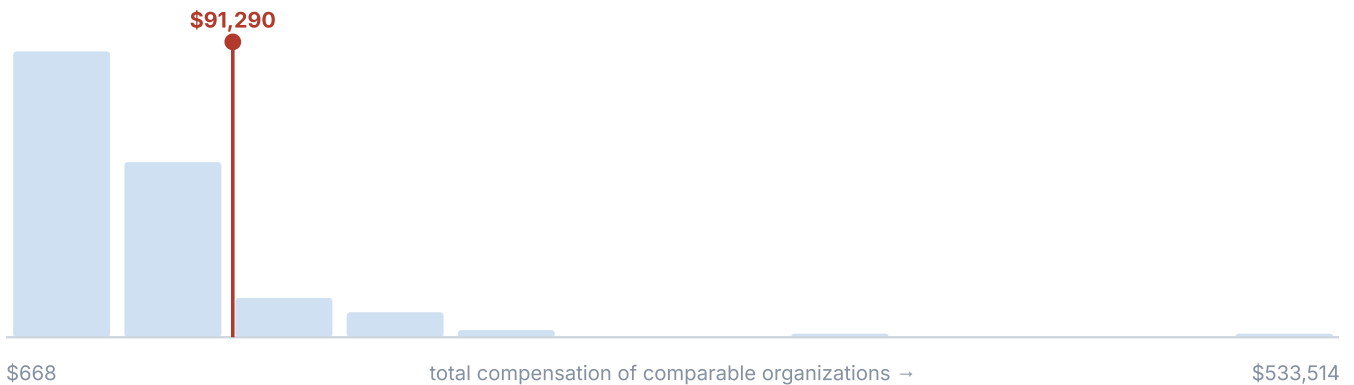 $91,290
$668
total compensation of comparable organizations →
$533,514